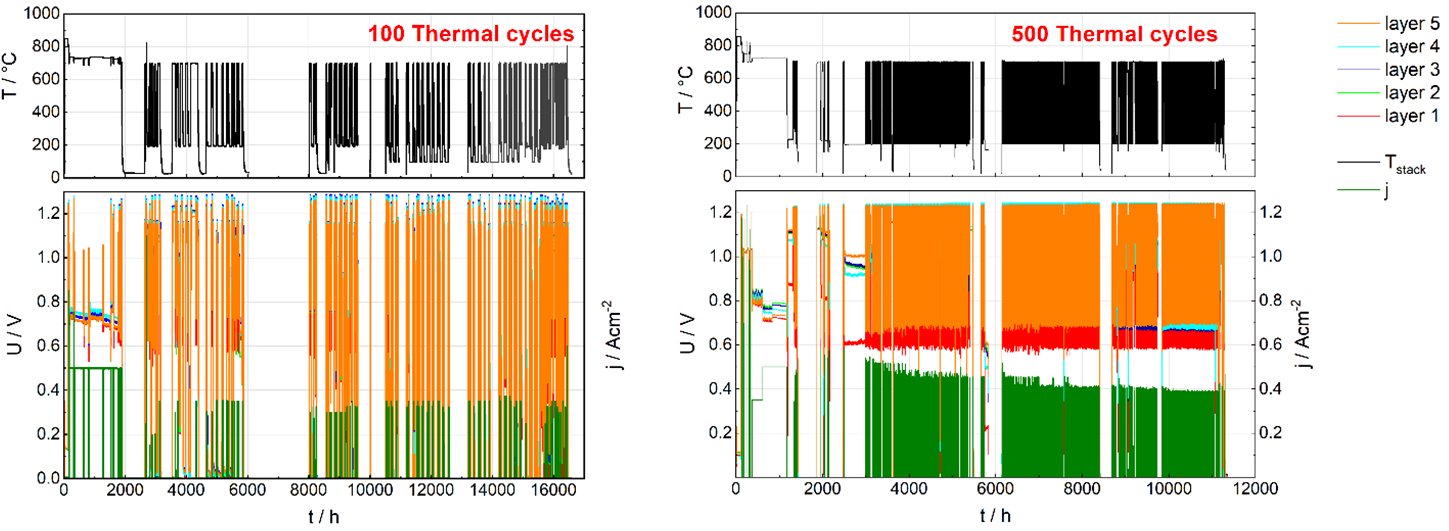 100 Thermal cycles
T / °C
1000
800
600
400
200
0
U / V
1.2
1.0
0.8
0.6
0.4
0.2
0.0
j / Acm-2
0 2000 4000 6000 8000 10000 12000 14000 16000
t / h
500 Thermal cycles
T / °C
1000
800
600
400
200
0
U / V
1.2
1.0
0.8
0.6
0.4
0.2
1.2
1.0
0.8
0.6
0.4
0.2
j / Acm-2
0 2000 4000 6000 8000 10000 12000
t / h
layer 5
layer 4
layer 3
layer 2
layer 1
Tstack
j